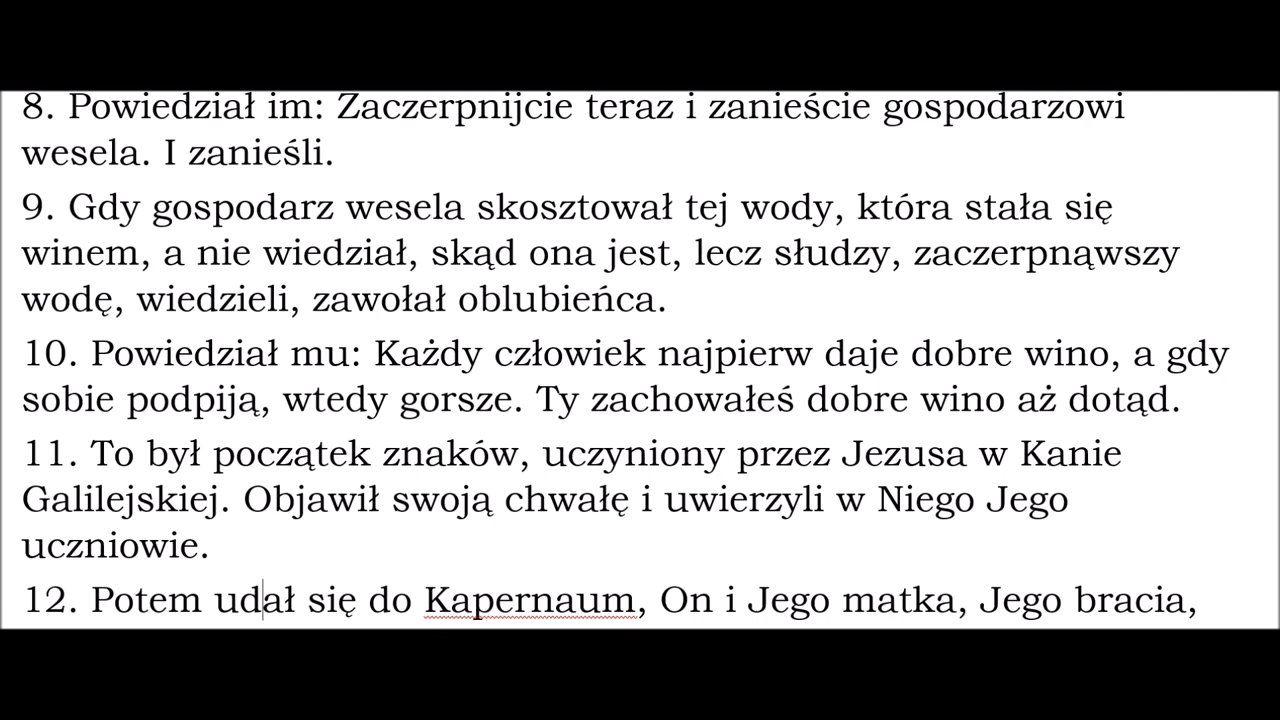 8. Powiedział im: Zaczerpnijcie teraz i zanieście gospodarzowi
wesela. I zanieśli.
9. Gdy gospodarz wesela skosztował tej wody, która stała się
winem, a nie wiedział, skąd ona jest, lecz słudzy, zaczerpnąwszy
wodę, wiedzieli, zawołał oblubieńca.
10. Powiedział mu: Każdy człowiek najpierw daje dobre wino, a gdy
sobie podpiją, wtedy gorsze. Ty zachowałeś dobre wino aż dotąd.
11. To był początek znaków, uczyniony przez Jezusa w Kanie
Galilejskiej. Objawił swoją chwałę i uwierzyli w Niego Jego
uczniowie.
12. Potem udał się do Kapernaum, On i Jego matka, Jego bracia,